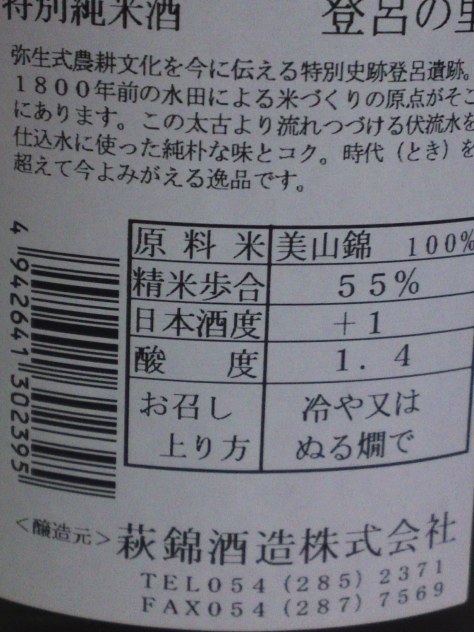 特別純米酒 登呂の里
弥生式農耕文化を今に伝える特別史跡登呂遺跡。
1800年前の水田による米づくりの原点がそこ
にあります。この太古より流れつづける伏流水を
仕込水に使った純朴な味とコク。時代（とき）を
超えて今よみがえる逸品です。
原料米 美山錦 100%
精米歩合 55%
日本酒度 +1
酸度 1.4
お召し上り方 冷や又はぬる燗で
4 942641 302395
<醸造元> 萩錦酒造株式会社
TEL054 (285) 2371
FAX054 (287) 7569